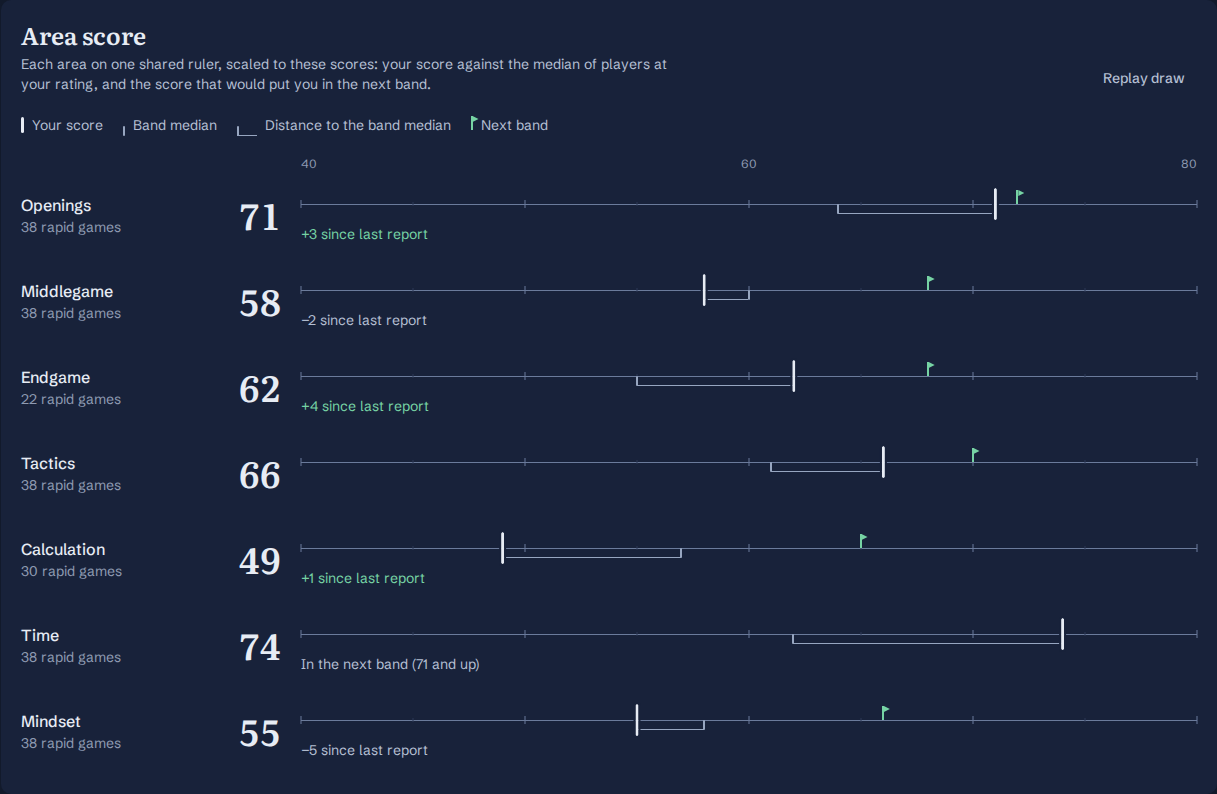 Area score
Each area on one shared ruler, scaled to these scores: your score against the median of players at
your rating, and the score that would put you in the next band.
Replay draw
Your score
Band median
Distance to the band median
Next band
40
60
80
Openings
38 rapid games
71
+3 since last report
Middlegame
38 rapid games
58
−2 since last report
Endgame
22 rapid games
62
+4 since last report
Tactics
38 rapid games
66
Calculation
30 rapid games
49
+1 since last report
Time
38 rapid games
74
In the next band (71 and up)
Mindset
38 rapid games
55
−5 since last report